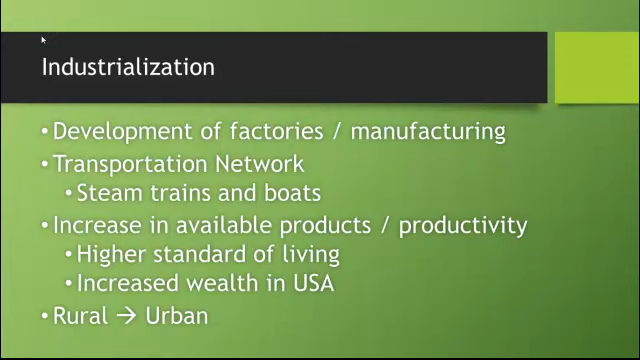 Industrialization
•Development of factories / manufacturing
•Transportation Network
•Steam trains and boats
•Increase in available products / productivity
•Higher standard of living
•Increased wealth in USA
•Rural → Urban